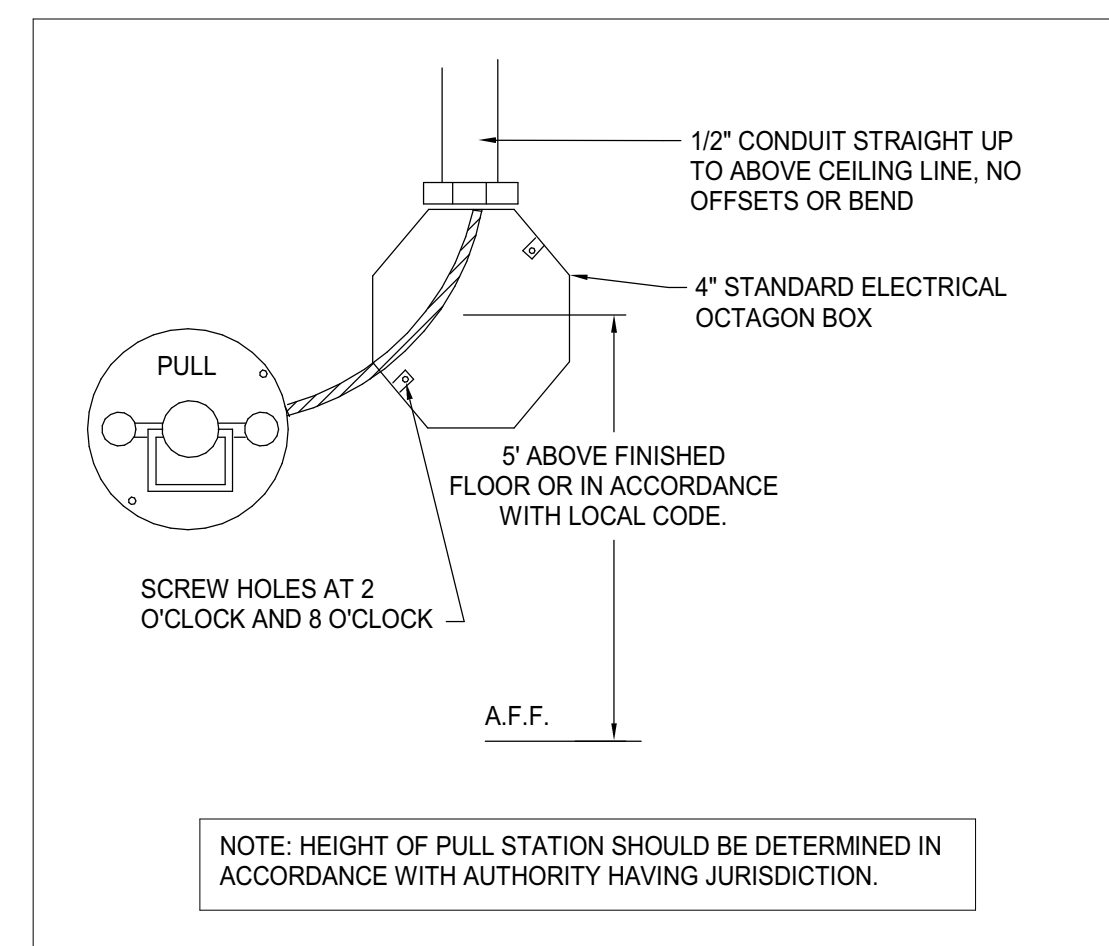 1/2" CONDUIT STRAIGHT UP
TO ABOVE CEILING LINE, NO
OFFSETS OR BEND
4" STANDARD ELECTRICAL
OCTAGON BOX
PULL
5' ABOVE FINISHED
FLOOR OR IN ACCORDANCE
WITH LOCAL CODE.
SCREW HOLES AT 2
O'CLOCK AND 8 O'CLOCK
A.F.F.
NOTE: HEIGHT OF PULL STATION SHOULD BE DETERMINED IN
ACCORDANCE WITH AUTHORITY HAVING JURISDICTION.